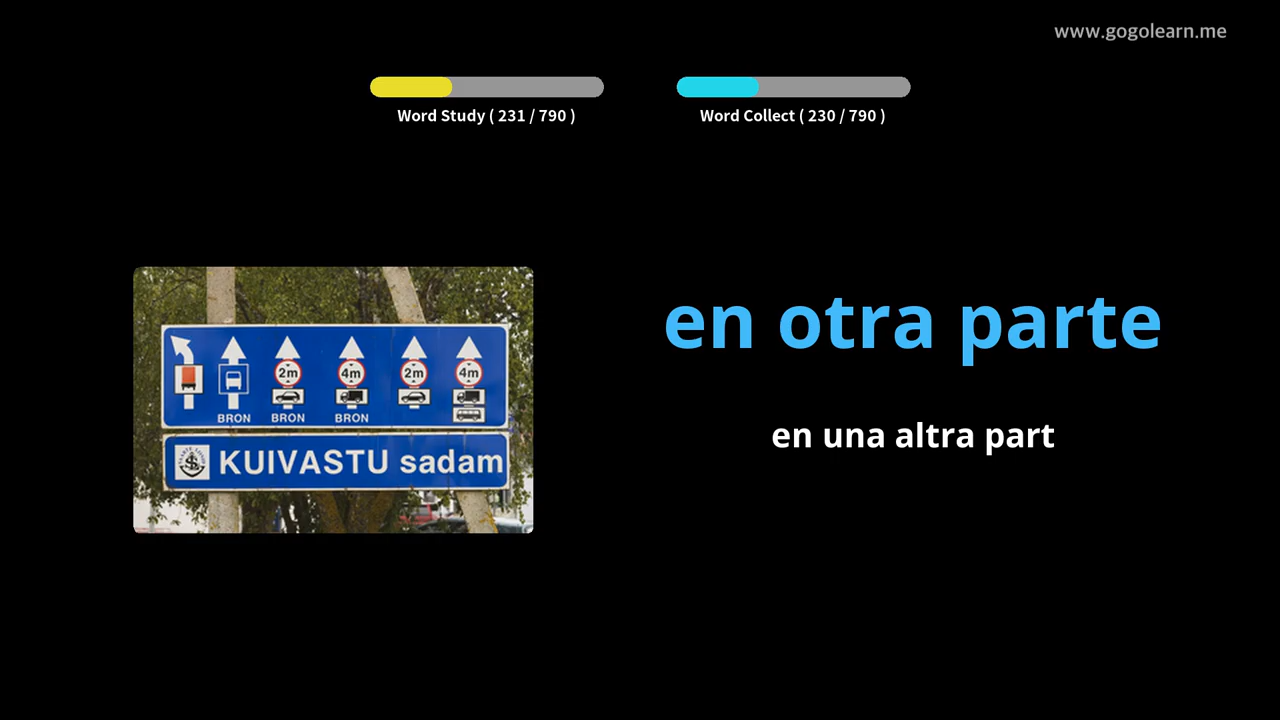 www.gogolearn.me
Word Study ( 231 / 790 )
Word Collect ( 230 / 790 )
en otra parte
en una altra part
2m 4m 2m 4m
BRON BRON BRON
KUIVASTU sadam